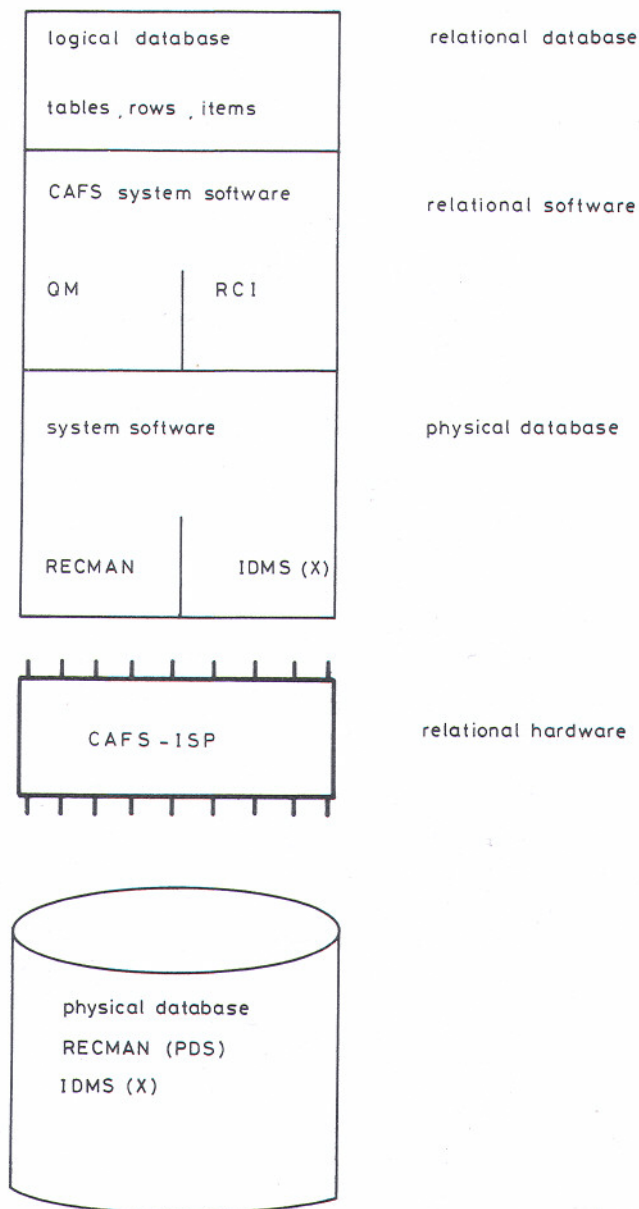 logical database
relational database
tables, rows, items
CAFS system software
relational software
QM
RCI
system software
physical database
RECMAN
IDMS (X)
CAFS-ISP
relational hardware
physical database
RECMAN (PDS)
IDMS (X)